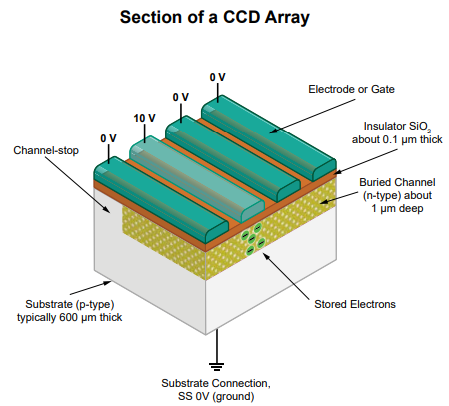 Section of a CCD Array
0 V
0 V
10 V
0 V
Electrode or Gate
Insulator SiO₂
about 0.1 µm thick
Channel-stop
Buried Channel
(n-type) about
1 µm deep
Substrate (p-type)
typically 600 µm thick
Stored Electrons
Substrate Connection,
SS 0V (ground)